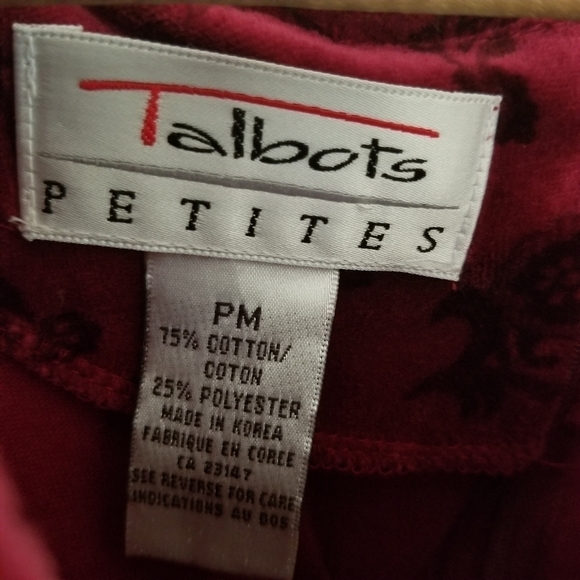 Talbots
PETITES
PM
75% COTTON/
COTON
25% POLYESTER
MADE IN KOREA
FABRIQUE EN COREE
CA 23147
SEE REVERSE FOR CARE
INDICATIONS AU DOS